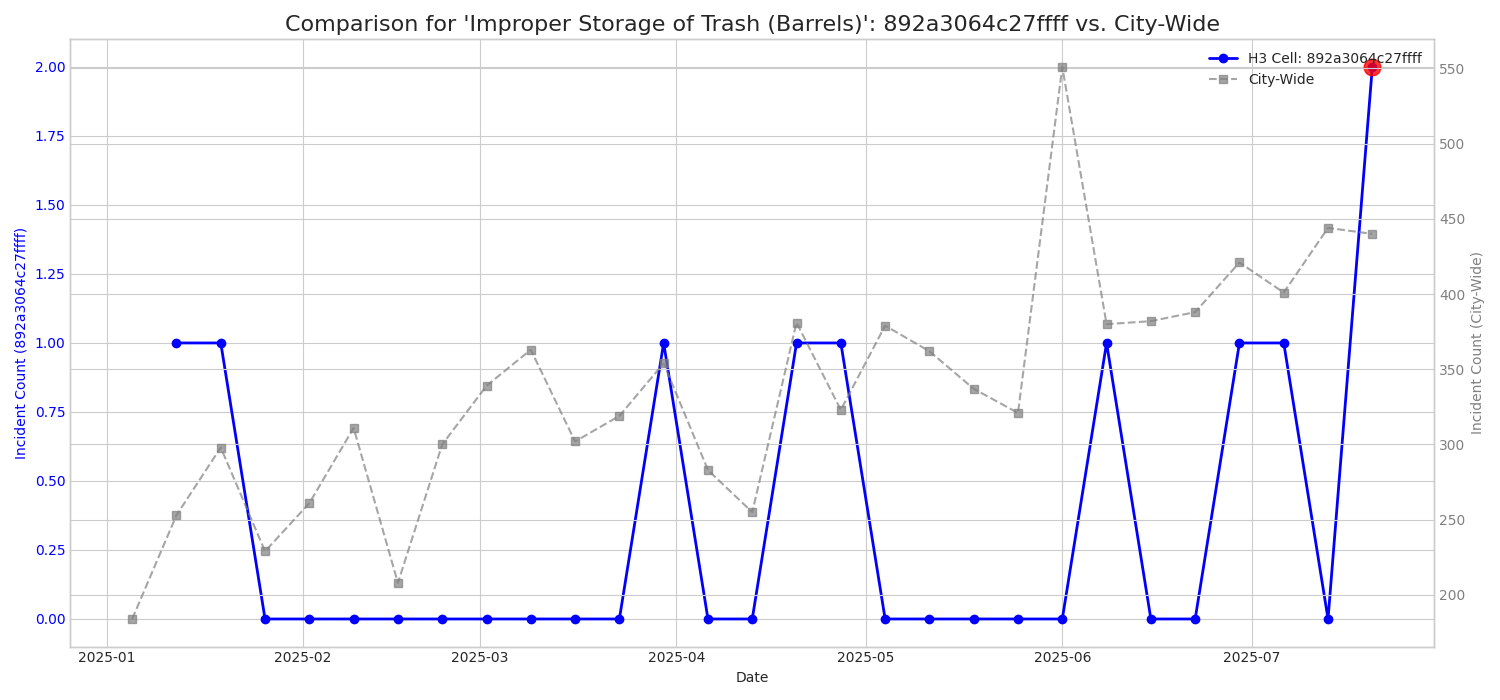 Comparison for 'Improper Storage of Trash (Barrels)': 892a3064c27ffff vs. City-Wide
H3 Cell: 892a3064c27ffff
City-Wide
Incident Count (892a3064c27ffff)
2.00
1.75
1.50
1.25
1.00
0.75
0.50
0.25
0.00
550
500
450
400
350
300
250
200
Incident Count (City-Wide)
2025-01 2025-02 2025-03 2025-04 2025-05 2025-06 2025-07
Date